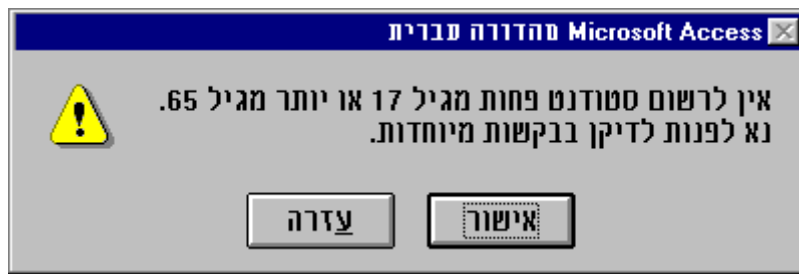 Microsoft Access מהדורה עברית
אין לרשום סטודנט פחות מגיל 17 או יותר מגיל 65.
נא לפנות לדיקן בבקשות מיוחדות.
אישור
עזרה